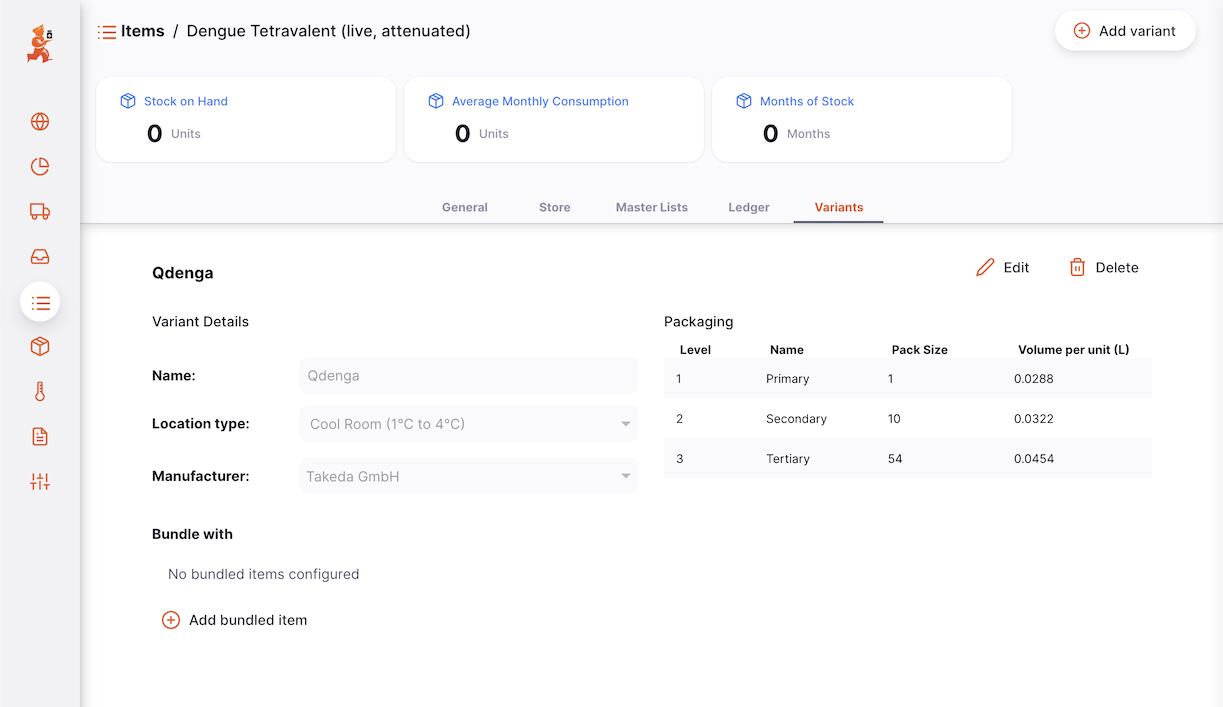 Items / Dengue Tetravalent (live, attenuated)
Add variant
Stock on Hand
0 Units
Average Monthly Consumption
0 Units
Months of Stock
0 Months
General Store Master Lists Ledger Variants
Qdenga
Edit Delete
Variant Details
Name: Qdenga
Location type: Cool Room (1°C to 4°C)
Manufacturer: Takeda GmbH
Packaging
Level Name Pack Size Volume per unit (L)
1 Primary 1 0.0288
2 Secondary 10 0.0322
3 Tertiary 54 0.0454
Bundle with
No bundled items configured
Add bundled item